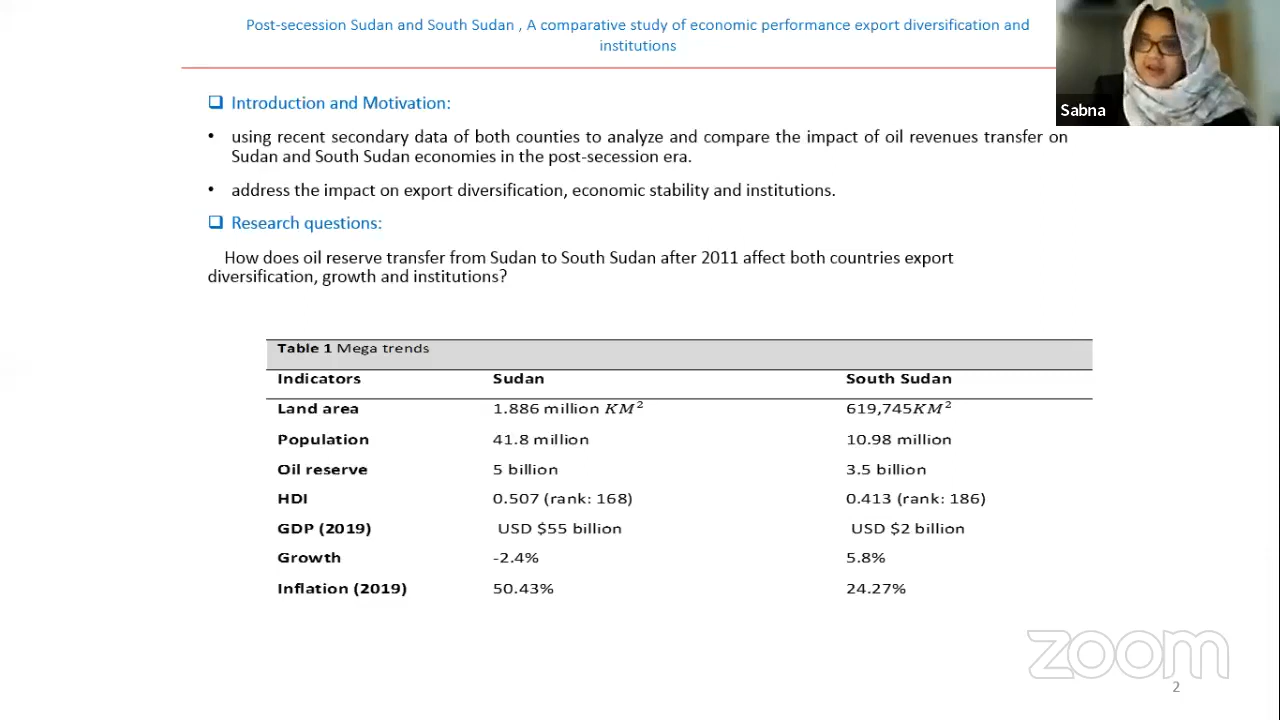 Post-secession Sudan and South Sudan , A comparative study of economic performance export diversification and
institutions
Sabna
❑ Introduction and Motivation:
• using recent secondary data of both counties to analyze and compare the impact of oil revenues transfer on
Sudan and South Sudan economies in the post-secession era.
• address the impact on export diversification, economic stability and institutions.
❑ Research questions:
How does oil reserve transfer from Sudan to South Sudan after 2011 affect both countries export
diversification, growth and institutions?
Table 1 Mega trends
Indicators Sudan South Sudan
Land area 1.886 million KM² 619,745KM²
Population 41.8 million 10.98 million
Oil reserve 5 billion 3.5 billion
HDI 0.507 (rank: 168) 0.413 (rank: 186)
GDP (2019) USD $55 billion USD $2 billion
Growth -2.4% 5.8%
Inflation (2019) 50.43% 24.27%
zoom
2